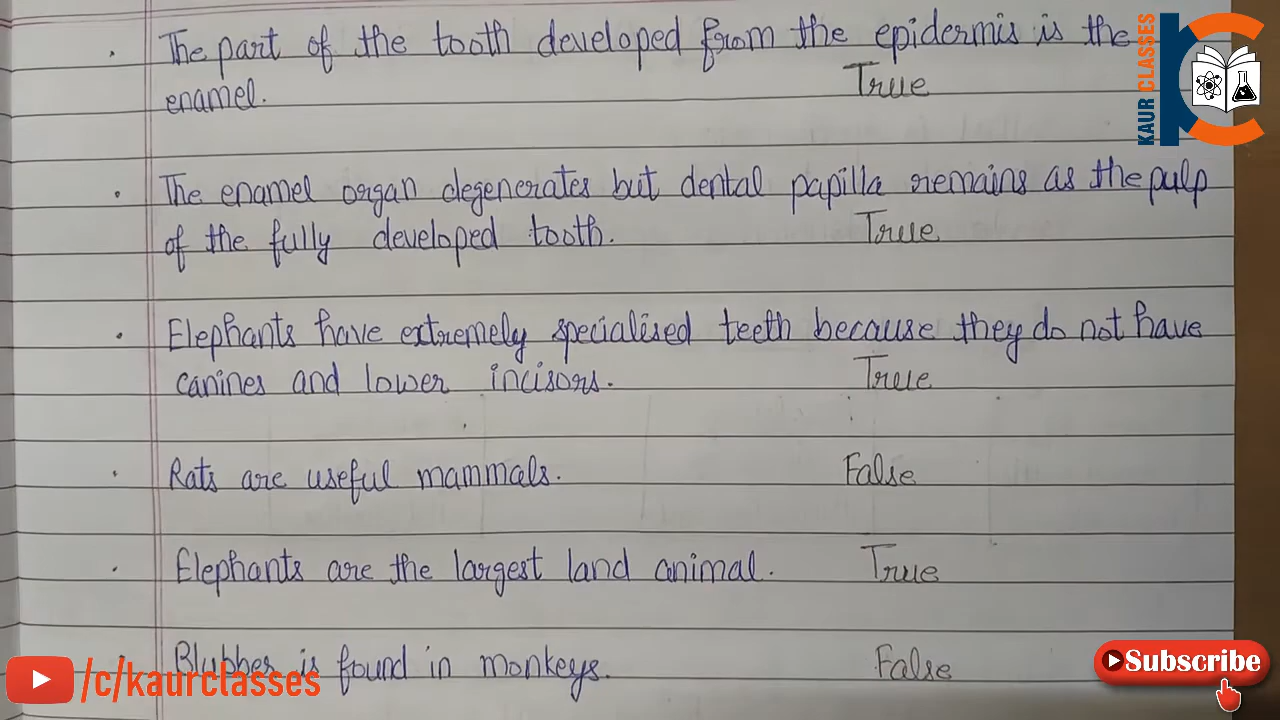 The part of the tooth developed from the epidermis is the
enamel. True
The enamel organ degenerates but dental papilla remains as the pulp
of the fully developed tooth. True
Elephants have extremely specialised teeth because they do not have
canines and lower incisors. True
Rats are useful mammals. False
Elephants are the largest land animal. True
Blubber is found in monkeys. False
KAUR CLASSES
/c/kaurclasses
Subscribe